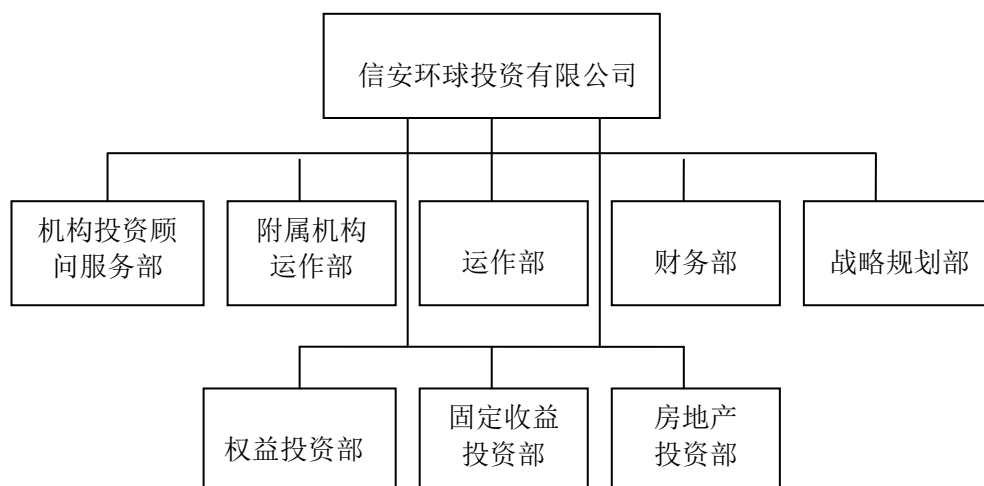 信安环球投资有限公司
机构投资顾
问服务部
附属机构
运作部
运作部
财务部
战略规划部
权益投资部
固定收益
投资部
房地产
投资部